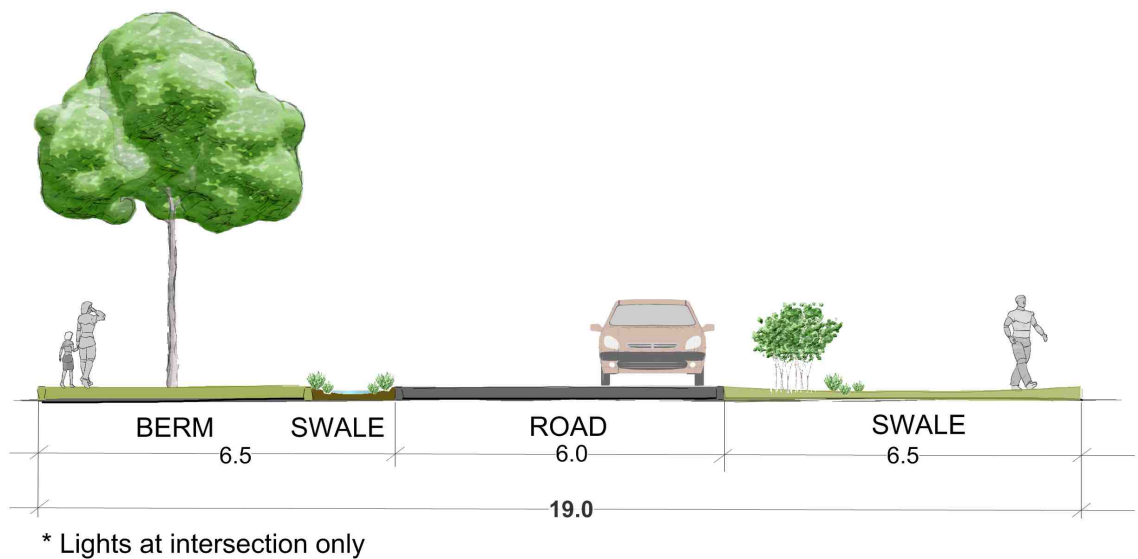 BERM SWALE ROAD SWALE
6.5 6.0 6.5
19.0
* Lights at intersection only